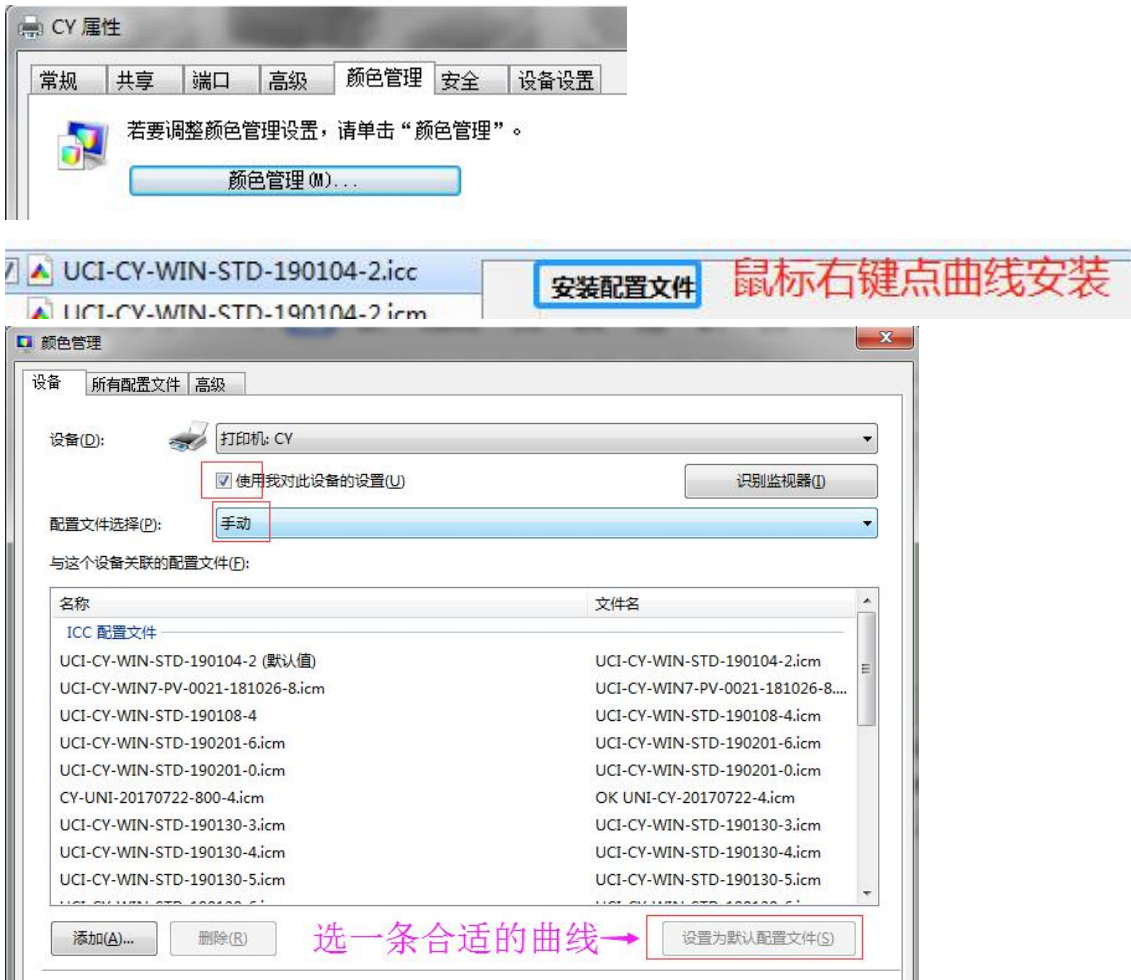 CY 属性
常规 共享 端口 高级 颜色管理 安全 设备设置
若要调整颜色管理设置，请单击“颜色管理”。
颜色管理(M)...
UCI-CY-WIN-STD-190104-2.icc
安装配置文件 鼠标右键点曲线安装
UCI-CY-WIN-STD-190104-2.icm
颜色管理
设备 所有配置文件 高级
设备(D): 打印机: CY
使用我对此设备的设置(U) 识别监视器(I)
配置文件选择(P): 手动
与这个设备关联的配置文件(F):
名称 文件名
ICC 配置文件
UCI-CY-WIN-STD-190104-2 (默认值) UCI-CY-WIN-STD-190104-2.icm
UCI-CY-WIN7-PV-0021-181026-8.icm UCI-CY-WIN7-PV-0021-181026-8....
UCI-CY-WIN-STD-190108-4 UCI-CY-WIN-STD-190108-4.icm
UCI-CY-WIN-STD-190201-6.icm UCI-CY-WIN-STD-190201-6.icm
UCI-CY-WIN-STD-190201-0.icm UCI-CY-WIN-STD-190201-0.icm
CY-UNI-20170722-800-4.icm OK UNI-CY-20170722-4.icm
UCI-CY-WIN-STD-190130-3.icm UCI-CY-WIN-STD-190130-3.icm
UCI-CY-WIN-STD-190130-4.icm UCI-CY-WIN-STD-190130-4.icm
UCI-CY-WIN-STD-190130-5.icm UCI-CY-WIN-STD-190130-5.icm
添加(A)... 删除(R) 选一条合适的曲线→ 设置为默认配置文件(S)